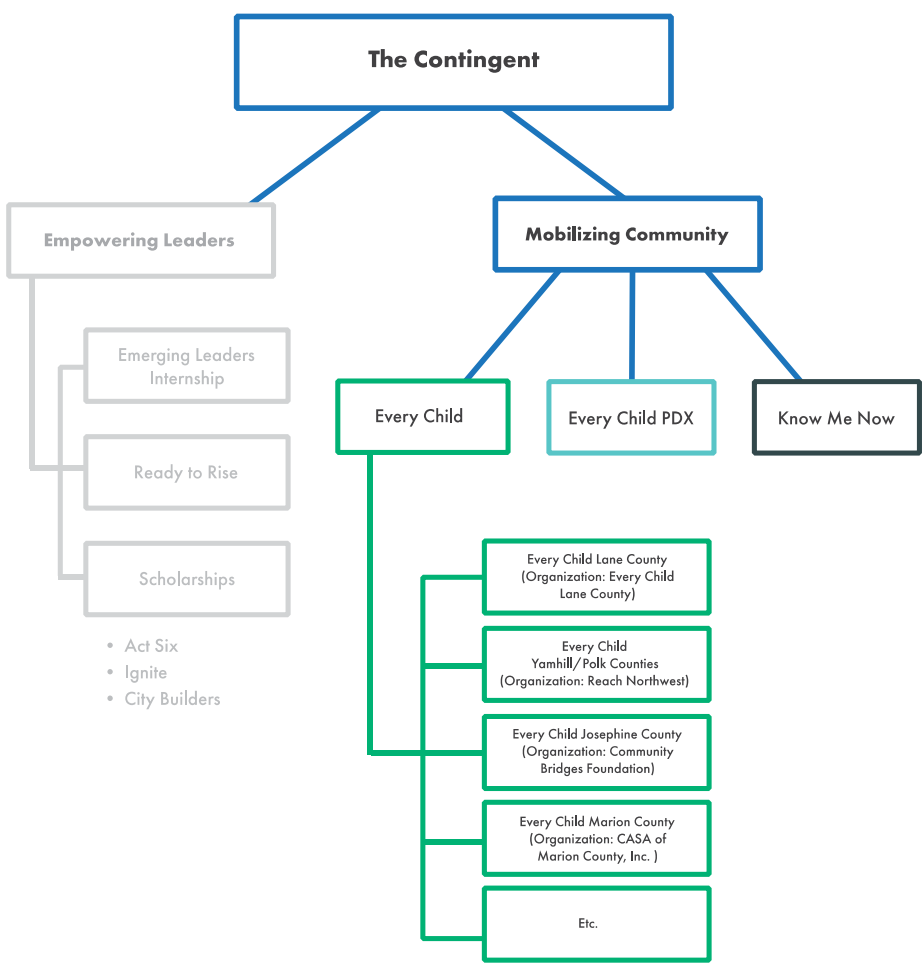 The Contingent
Empowering Leaders
Mobilizing Community
Emerging Leaders
Internship
Ready to Rise
Scholarships
• Act Six
• Ignite
• City Builders
Every Child
Every Child PDX
Know Me Now
Every Child Lane County
(Organization: Every Child
Lane County)
Every Child
Yamhill/Polk Counties
(Organization: Reach Northwest)
Every Child Josephine County
(Organization: Community
Bridges Foundation)
Every Child Marion County
(Organization: CASA of
Marion County, Inc. )
Etc.